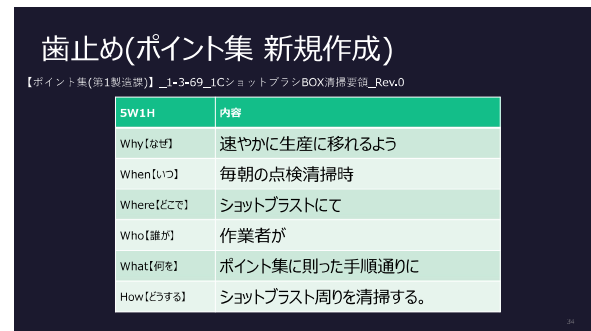 歯止め(ポイント集 新規作成)
【ポイント集(第1製造課)】_1-3-69_1CショットブラシBOX清掃要領_Rev.0
5W1H 内容
Why【なぜ】 速やかに生産に移れるよう
When【いつ】 毎朝の点検清掃時
Where【どこで】 ショットブラストにて
Who【誰が】 作業者が
What【何を】 ポイント集に則った手順通りに
How【どうする】 ショットブラスト周りを清掃する。
34